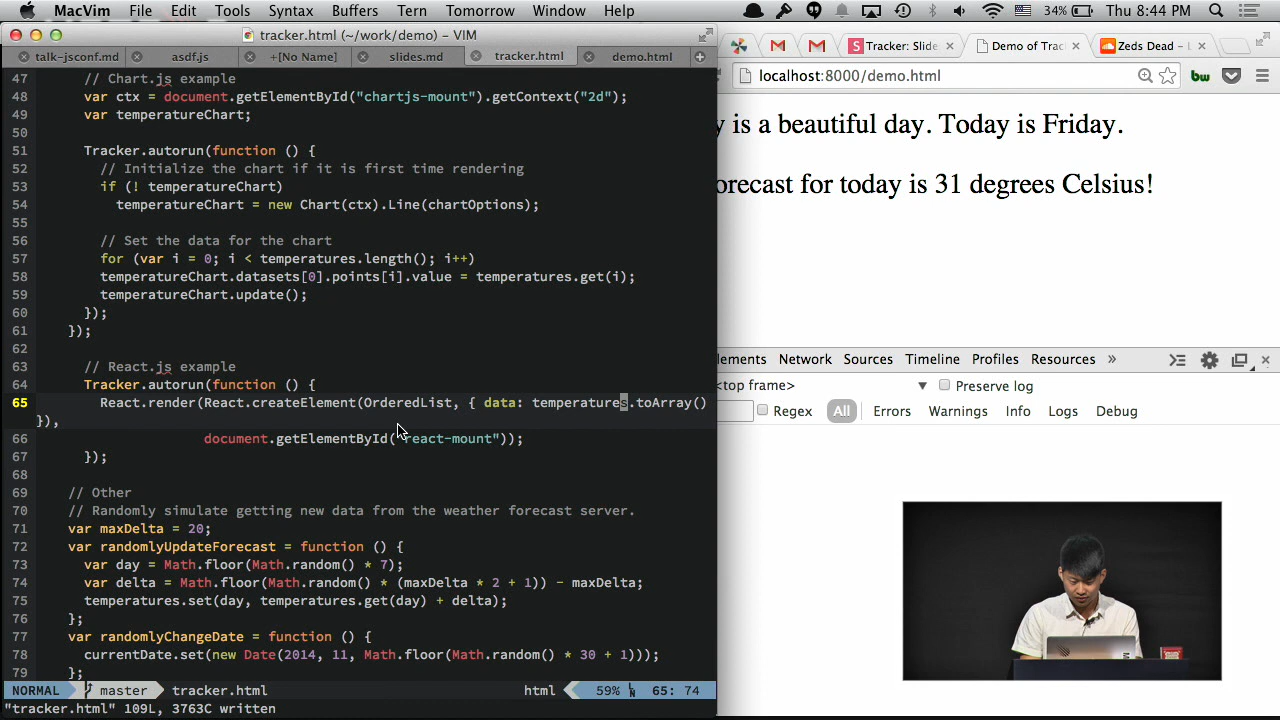 MacVim File Edit Tools Syntax Buffers Tern Tomorrow Window Help 34% Thu 8:44 PM
tracker.html (~/work/demo) – VIM
talk-jsconf.md asdf.js +[No Name] slides.md tracker.html demo.html
47 // Chart.js example
48 var ctx = document.getElementById("chartjs-mount").getContext("2d");
49 var temperatureChart;
50
51 Tracker.autorun(function () {
52 // Initialize the chart if it is first time rendering
53 if (! temperatureChart)
54 temperatureChart = new Chart(ctx).Line(chartOptions);
55
56 // Set the data for the chart
57 for (var i = 0; i < temperatures.length(); i++)
58 temperatureChart.datasets[0].points[i].value = temperatures.get(i);
59 temperatureChart.update();
60 });
61 });
62
63 // React.js example
64 Tracker.autorun(function () {
65 React.render(React.createElement(OrderedList, { data: temperatures.toArray()
}),
66 document.getElementById("react-mount"));
67 });
68
69 // Other
70 // Randomly simulate getting new data from the weather forecast server.
71 var maxDelta = 20;
72 var randomlyUpdateForecast = function () {
73 var day = Math.floor(Math.random() * 7);
74 var delta = Math.floor(Math.random() * (maxDelta * 2 + 1)) - maxDelta;
75 temperatures.set(day, temperatures.get(day) + delta);
76 };
77 var randomlyChangeDate = function () {
78 currentDate.set(new Date(2014, 11, Math.floor(Math.random() * 30 + 1)));
79 };
NORMAL master tracker.html html 59% 65: 74
"tracker.html" 109L, 3763C written
Tracker: Slide Demo of Trac Zeds Dead –
localhost:8000/demo.html
y is a beautiful day. Today is Friday.
orecast for today is 31 degrees Celsius!
lements Network Sources Timeline Profiles Resources »
<top frame> Preserve log
Regex All Errors Warnings Info Logs Debug